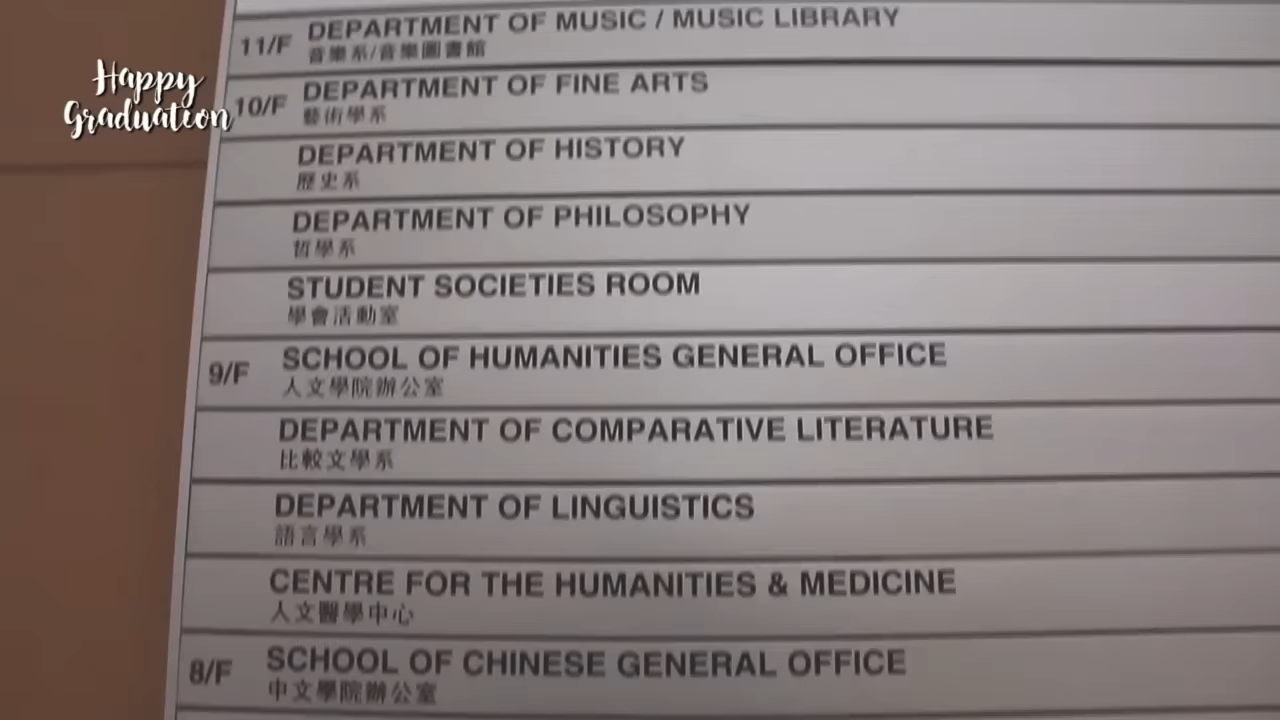 Happy
Graduation
11/F DEPARTMENT OF MUSIC / MUSIC LIBRARY
音樂系/音樂圖書館
10/F DEPARTMENT OF FINE ARTS
藝術學系
DEPARTMENT OF HISTORY
歷史系
DEPARTMENT OF PHILOSOPHY
哲學系
STUDENT SOCIETIES ROOM
學會活動室
9/F SCHOOL OF HUMANITIES GENERAL OFFICE
人文學院辦公室
DEPARTMENT OF COMPARATIVE LITERATURE
比較文學系
DEPARTMENT OF LINGUISTICS
語言學系
CENTRE FOR THE HUMANITIES & MEDICINE
人文醫學中心
8/F SCHOOL OF CHINESE GENERAL OFFICE
中文學院辦公室